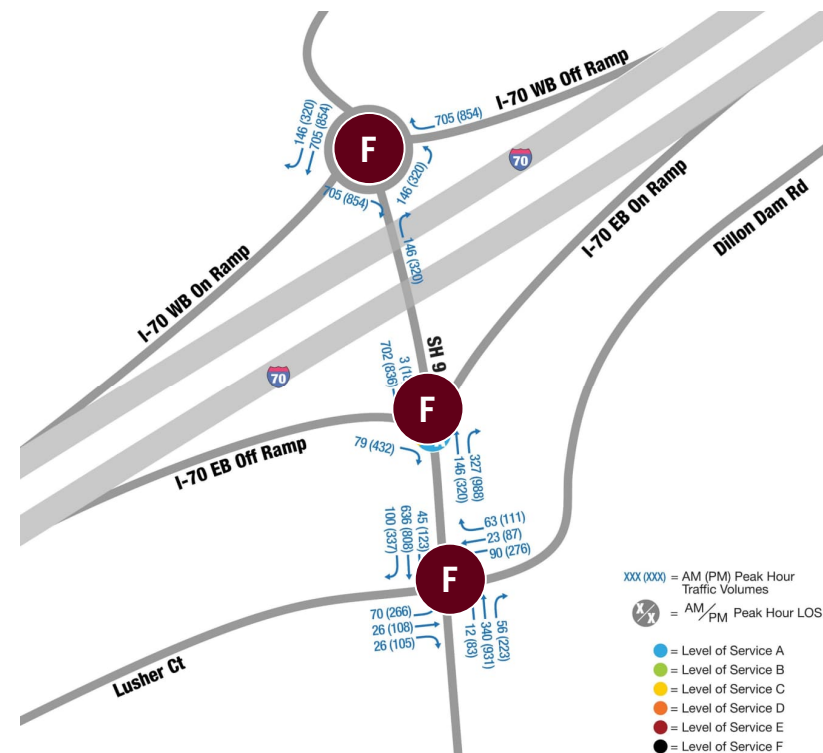 I-70 WB Off Ramp
705 (854)
146 (320)
705 (854)
F
70
705 (854)
146 (320)
146 (320)
I-70 EB On Ramp
Dillon Dam Rd
I-70 WB On Ramp
SH 9
70
702 (836)
F
I-70 EB Off Ramp
79 (432)
146 (320)
327 (988)
100 (337)
636 (808)
45 (123)
63 (111)
23 (87)
90 (276)
F
70 (266)
26 (108)
26 (105)
12 (83)
340 (931)
56 (223)
Lusher Ct
XXX (XXX) = AM (PM) Peak Hour
Traffic Volumes
X/X = AM/PM Peak Hour LOS
= Level of Service A
= Level of Service B
= Level of Service C
= Level of Service D
= Level of Service E
= Level of Service F